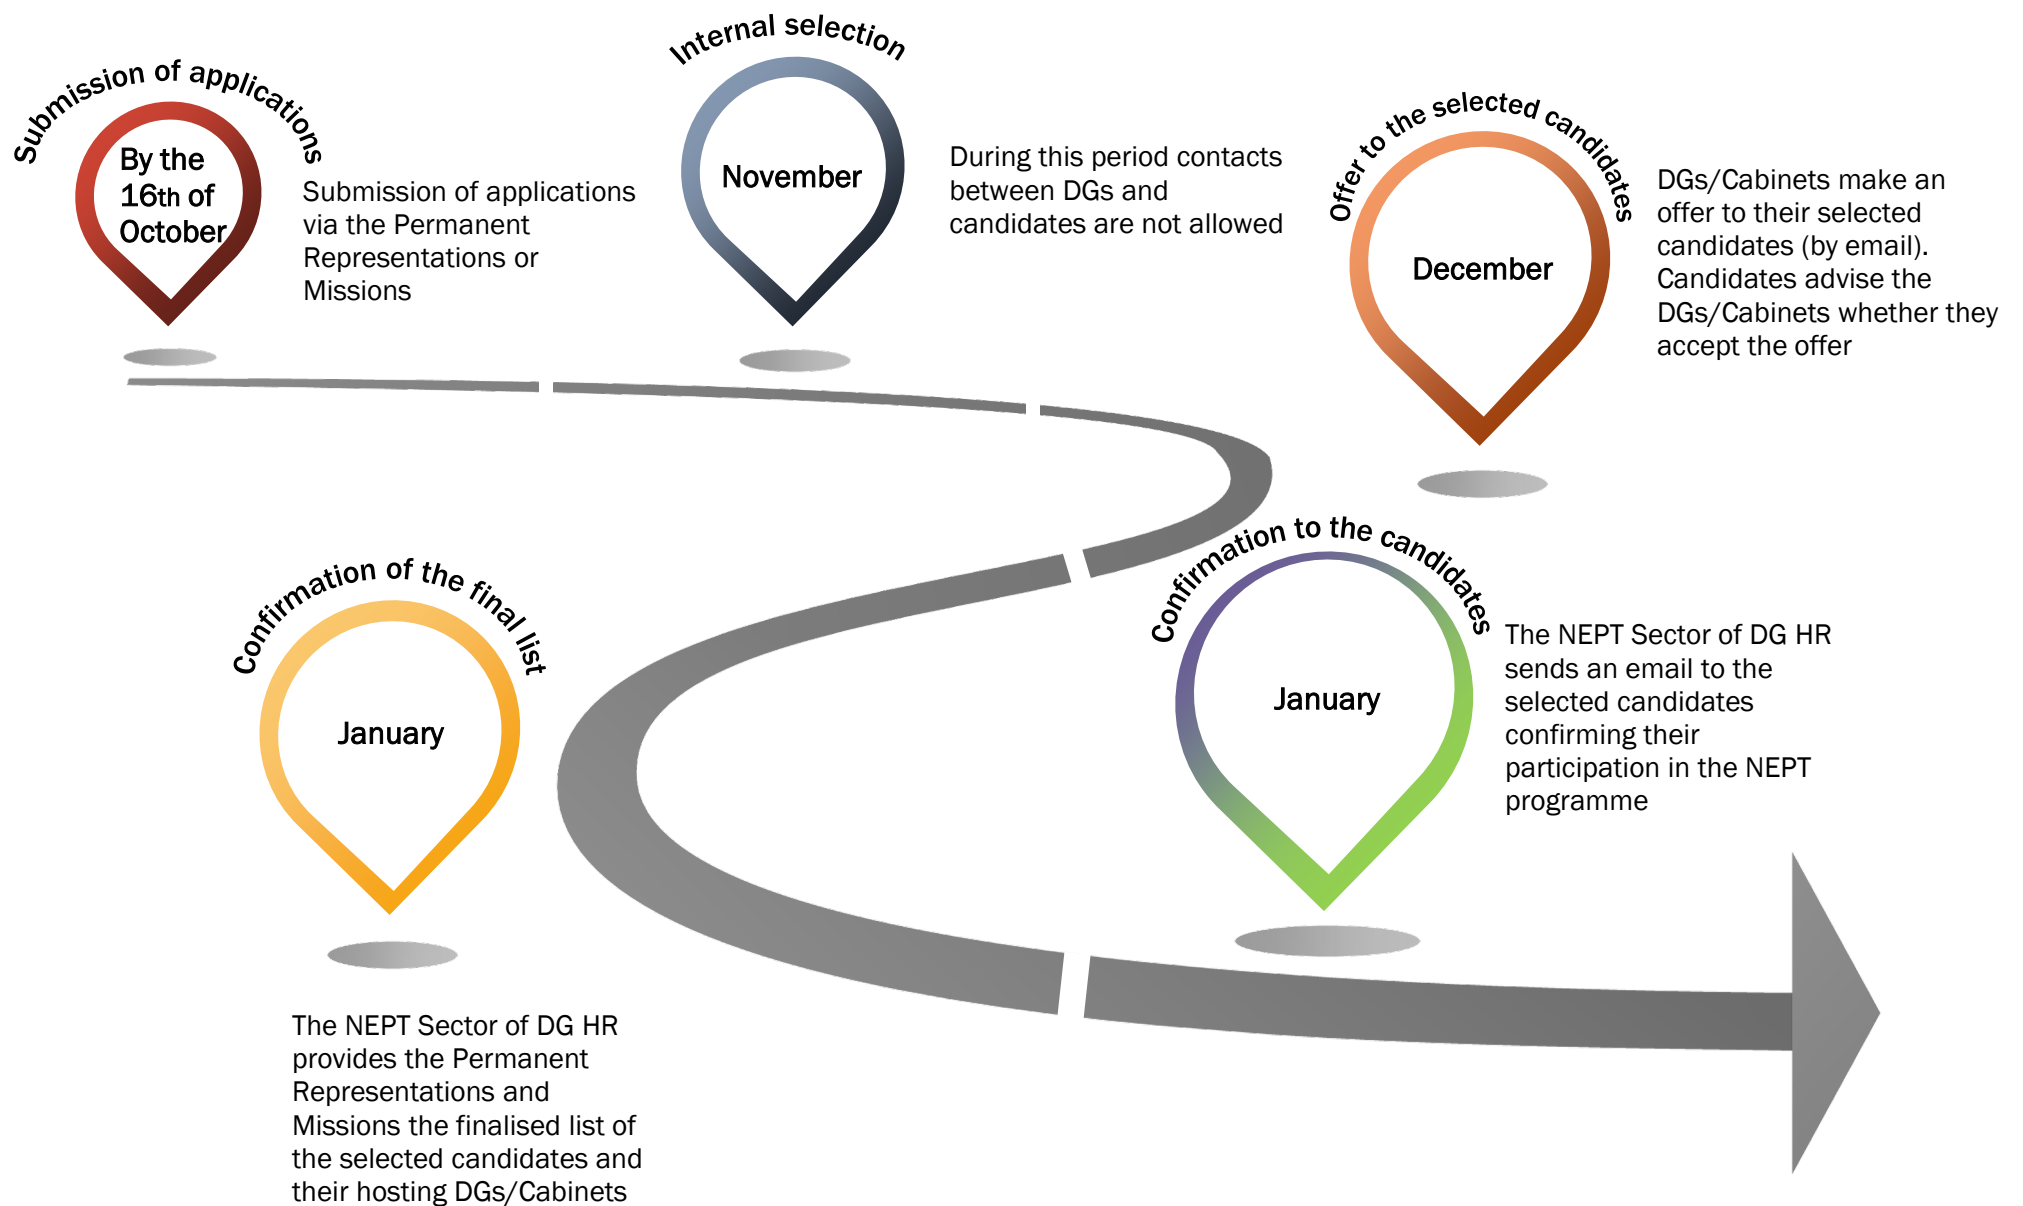 Submission of applications
By the
16th of
October
Submission of applications
via the Permanent
Representations or
Missions
Internal selection
November
During this period contacts
between DGs and
candidates are not allowed
Offer to the selected candidates
December
DGs/Cabinets make an
offer to their selected
candidates (by email).
Candidates advise the
DGs/Cabinets whether they
accept the offer
Confirmation of the final list
January
The NEPT Sector of DG HR
provides the Permanent
Representations and
Missions the finalised list of
the selected candidates and
their hosting DGs/Cabinets
Confirmation to the candidates
January
The NEPT Sector of DG HR
sends an email to the
selected candidates
confirming their
participation in the NEPT
programme